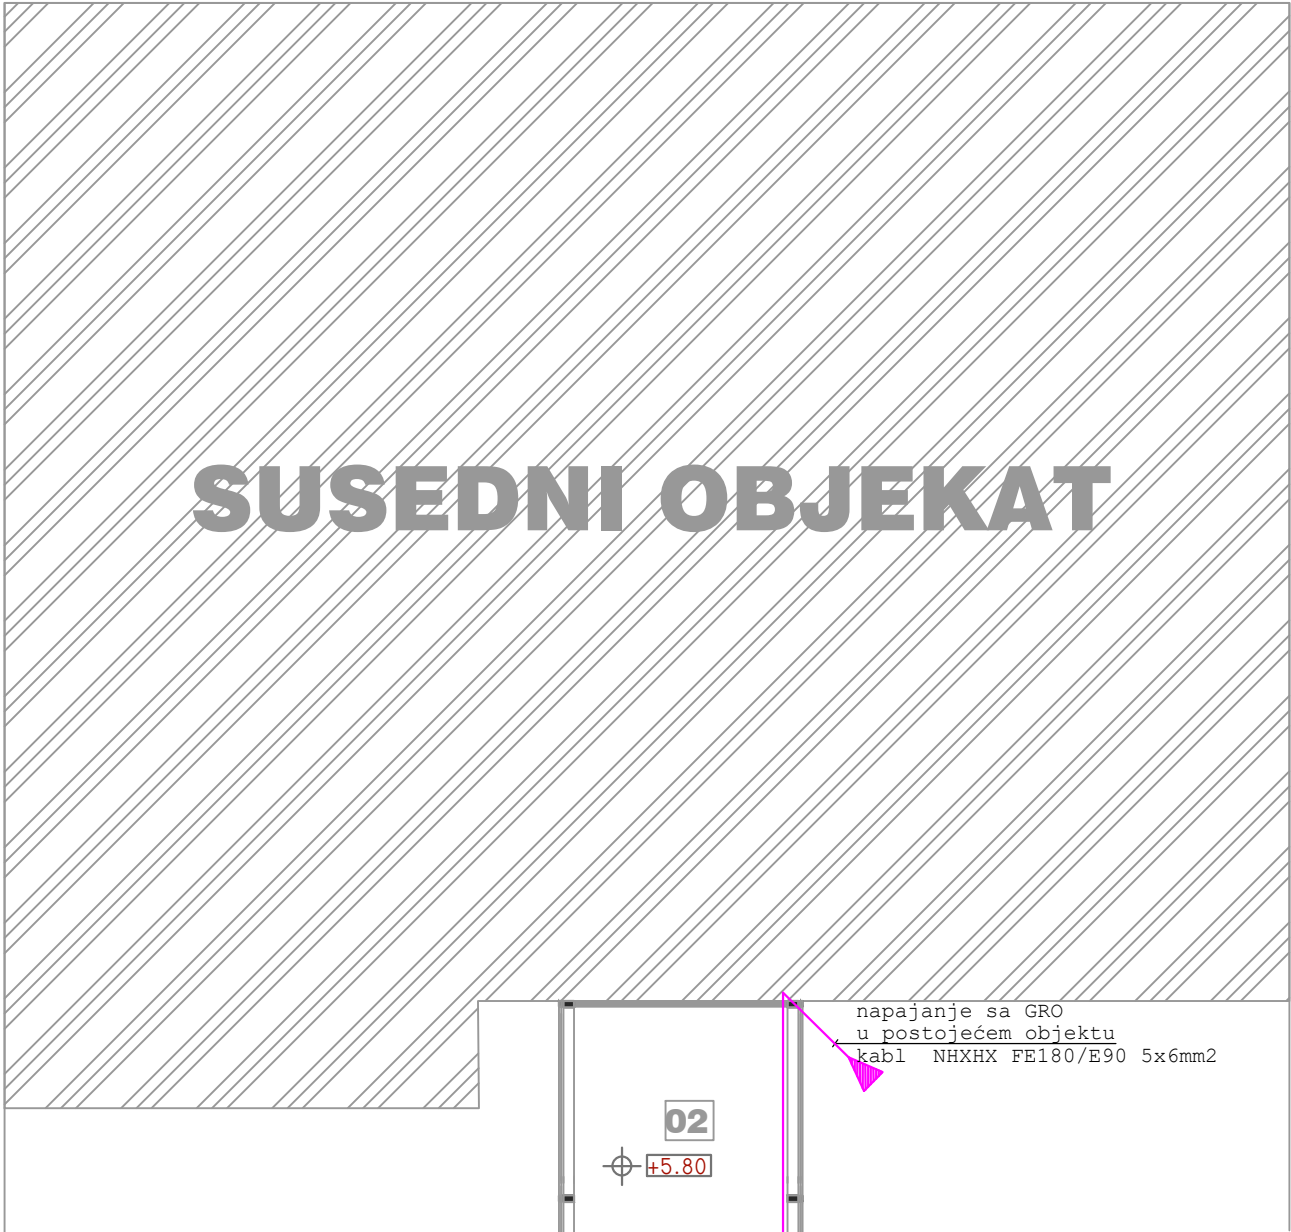 SUSEDNI OBJEKAT
napajanje sa GRO
u postojećem objektu
kabl NHXHX FE180/E90 5x6mm2
02
+5.80